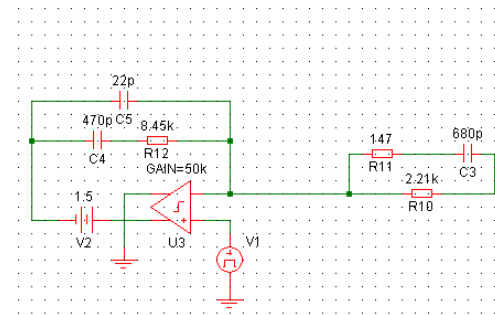 22p
C5
470p
C4
8.45k
R12
GAIN=50k
1.5
V2
U3
V1
147
R11
680p
C3
2.21k
R10